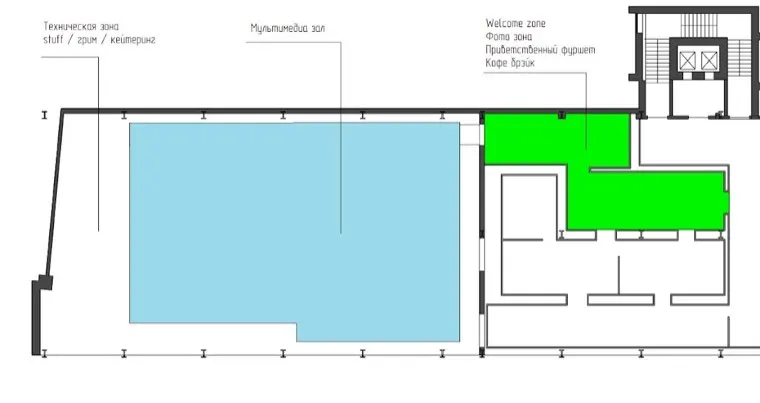 Техническая зона
stuff / грим / кейтеринг
Мультимедиа зал
Welcome zone
Фото зона
Приветственный фуршет
Кофе брэйк